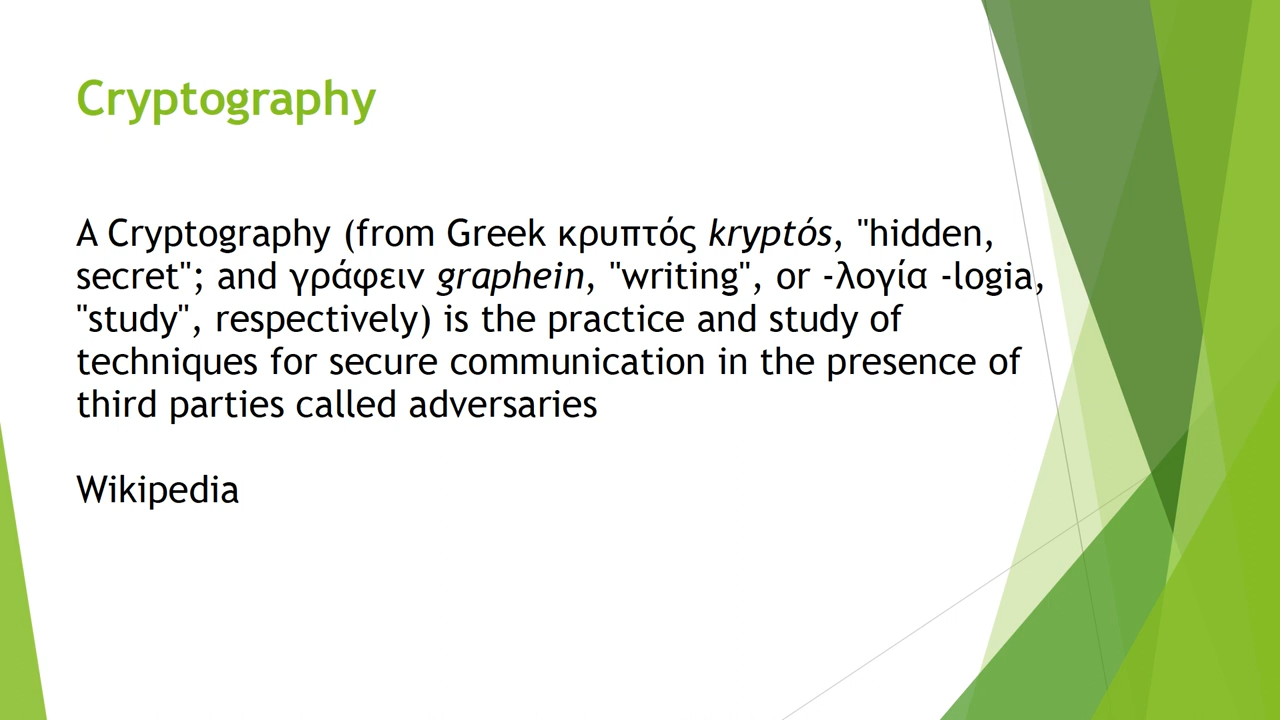 Cryptography
A Cryptography (from Greek κρυπτός kryptós, "hidden,
secret"; and γράφειν graphein, "writing", or -λογία -logia,
"study", respectively) is the practice and study of
techniques for secure communication in the presence of
third parties called adversaries
Wikipedia